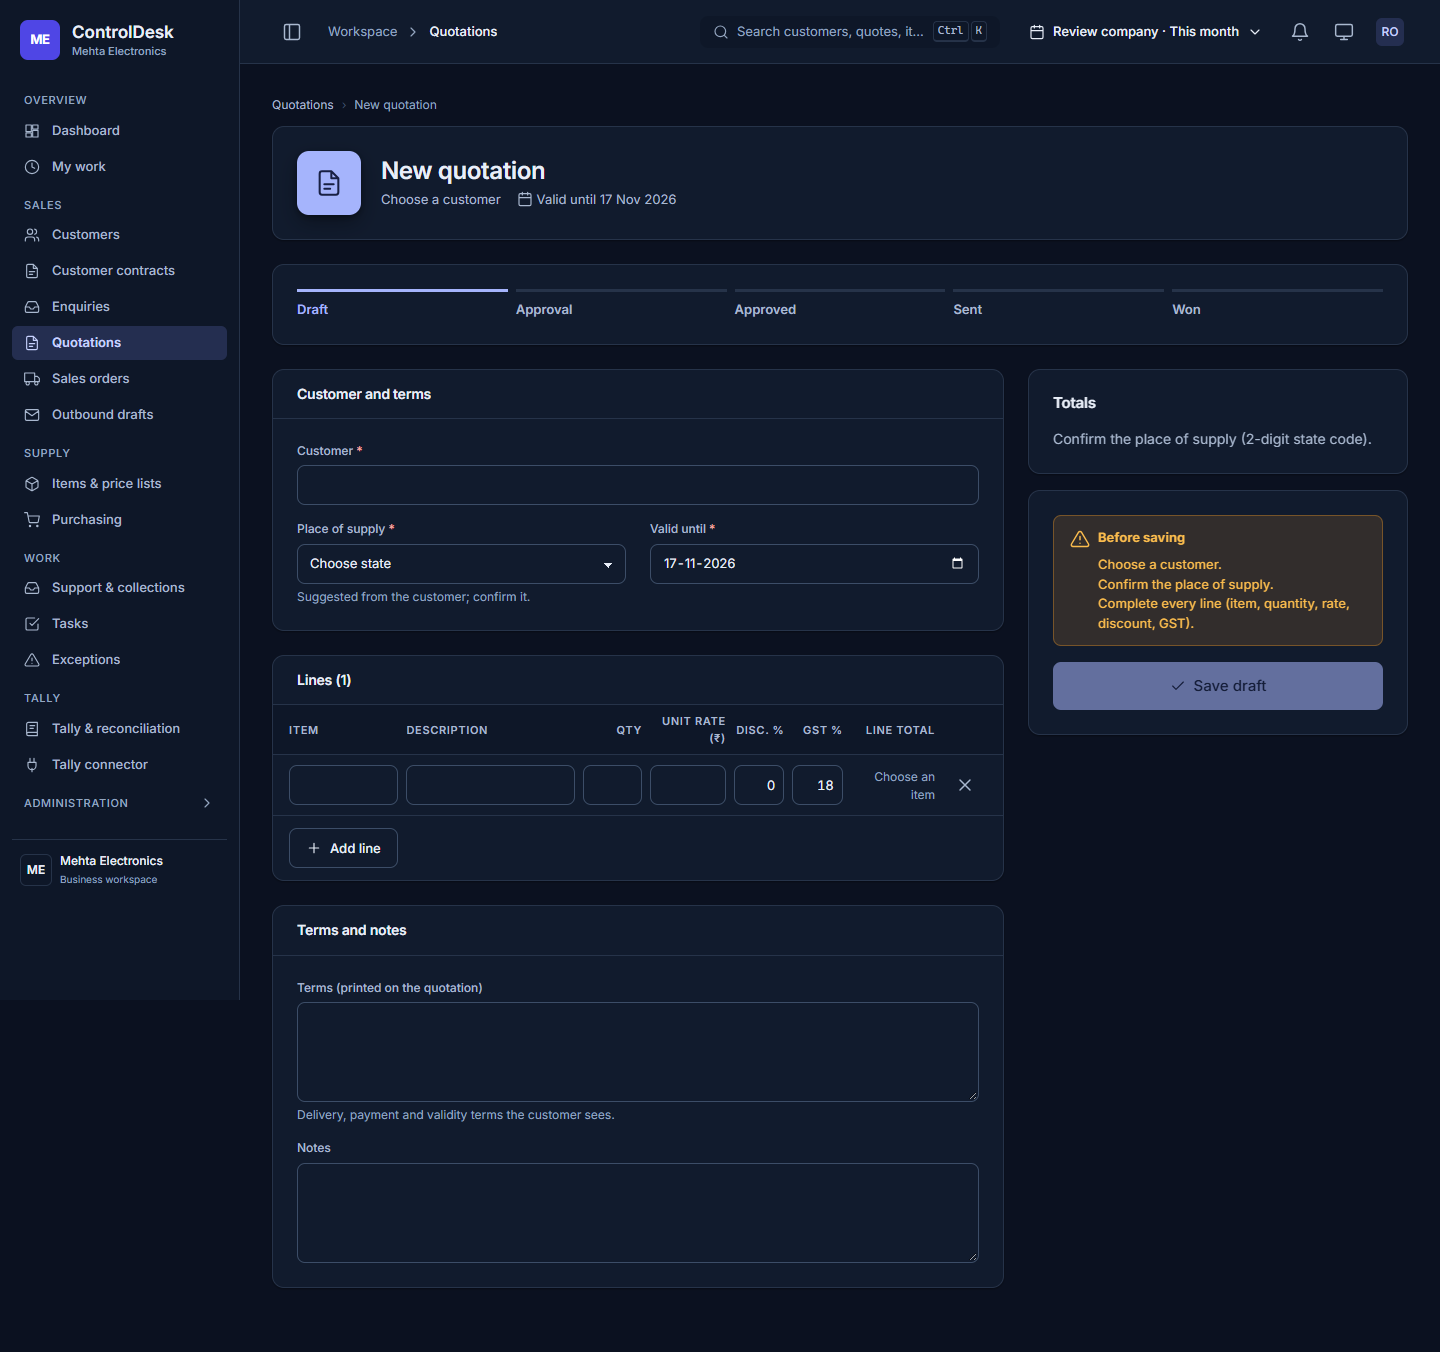 ME
ControlDesk
Mehta Electronics
OVERVIEW
Dashboard
My work
SALES
Customers
Customer contracts
Enquiries
Quotations
Sales orders
Outbound drafts
SUPPLY
Items & price lists
Purchasing
WORK
Support & collections
Tasks
Exceptions
TALLY
Tally & reconciliation
Tally connector
ADMINISTRATION
ME
Mehta Electronics
Business workspace
Workspace > Quotations
Search customers, quotes, it... Ctrl K
Review company · This month
RO
Quotations › New quotation
New quotation
Choose a customer Valid until 17 Nov 2026
Draft Approval Approved Sent Won
Customer and terms
Customer *
Place of supply * Valid until *
Choose state 17-11-2026
Suggested from the customer; confirm it.
Lines (1)
ITEM DESCRIPTION QTY UNIT RATE (₹) DISC. % GST % LINE TOTAL
0 18 Choose an
item
Add line
Terms and notes
Terms (printed on the quotation)
Delivery, payment and validity terms the customer sees.
Notes
Totals
Confirm the place of supply (2-digit state code).
Before saving
Choose a customer.
Confirm the place of supply.
Complete every line (item, quantity, rate,
discount, GST).
Save draft